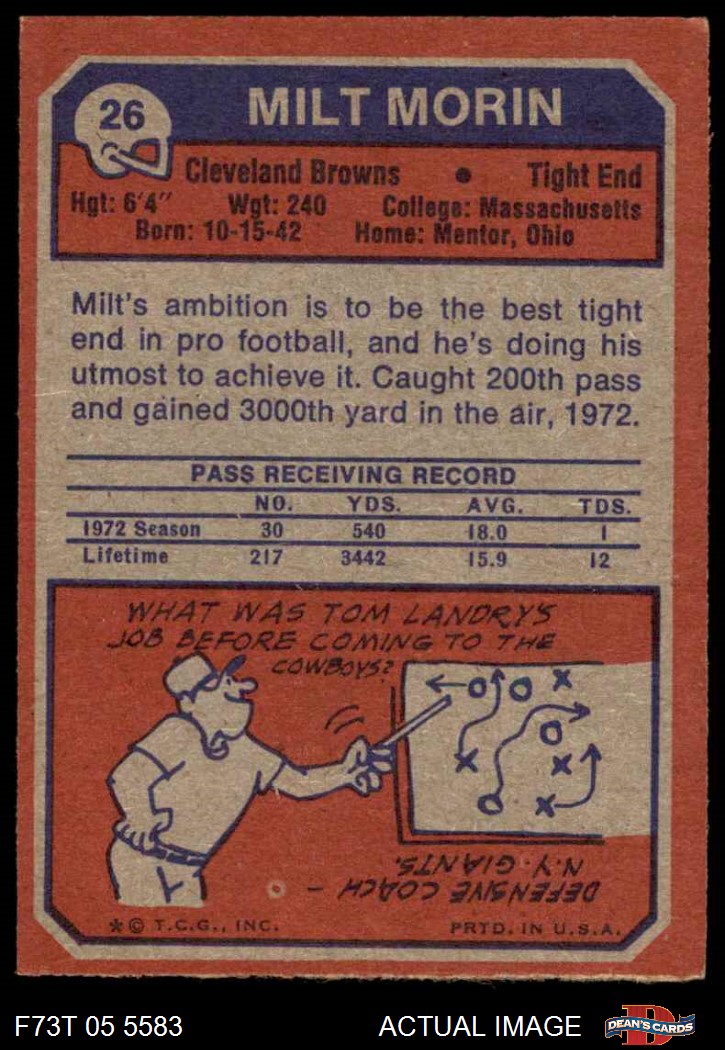 26
MILT MORIN
Cleveland Browns • Tight End
Hgt: 6'4" Wgt: 240 College: Massachusetts
Born: 10-15-42 Home: Mentor, Ohio
Milt's ambition is to be the best tight
end in pro football, and he's doing his
utmost to achieve it. Caught 200th pass
and gained 3000th yard in the air, 1972.
PASS RECEIVING RECORD
NO. YDS. AVG. TDS.
1972 Season 30 540 18.0 1
Lifetime 217 3442 15.9 12
WHAT WAS TOM LANDRY'S
JOB BEFORE COMING TO THE
COWBOYS?
DEFENSIVE COACH –
N.Y. GIANTS.
* © T.C.G., INC. PRTD. IN U.S.A.
F73T 05 5583 ACTUAL IMAGE
D
DEAN'S CARDS